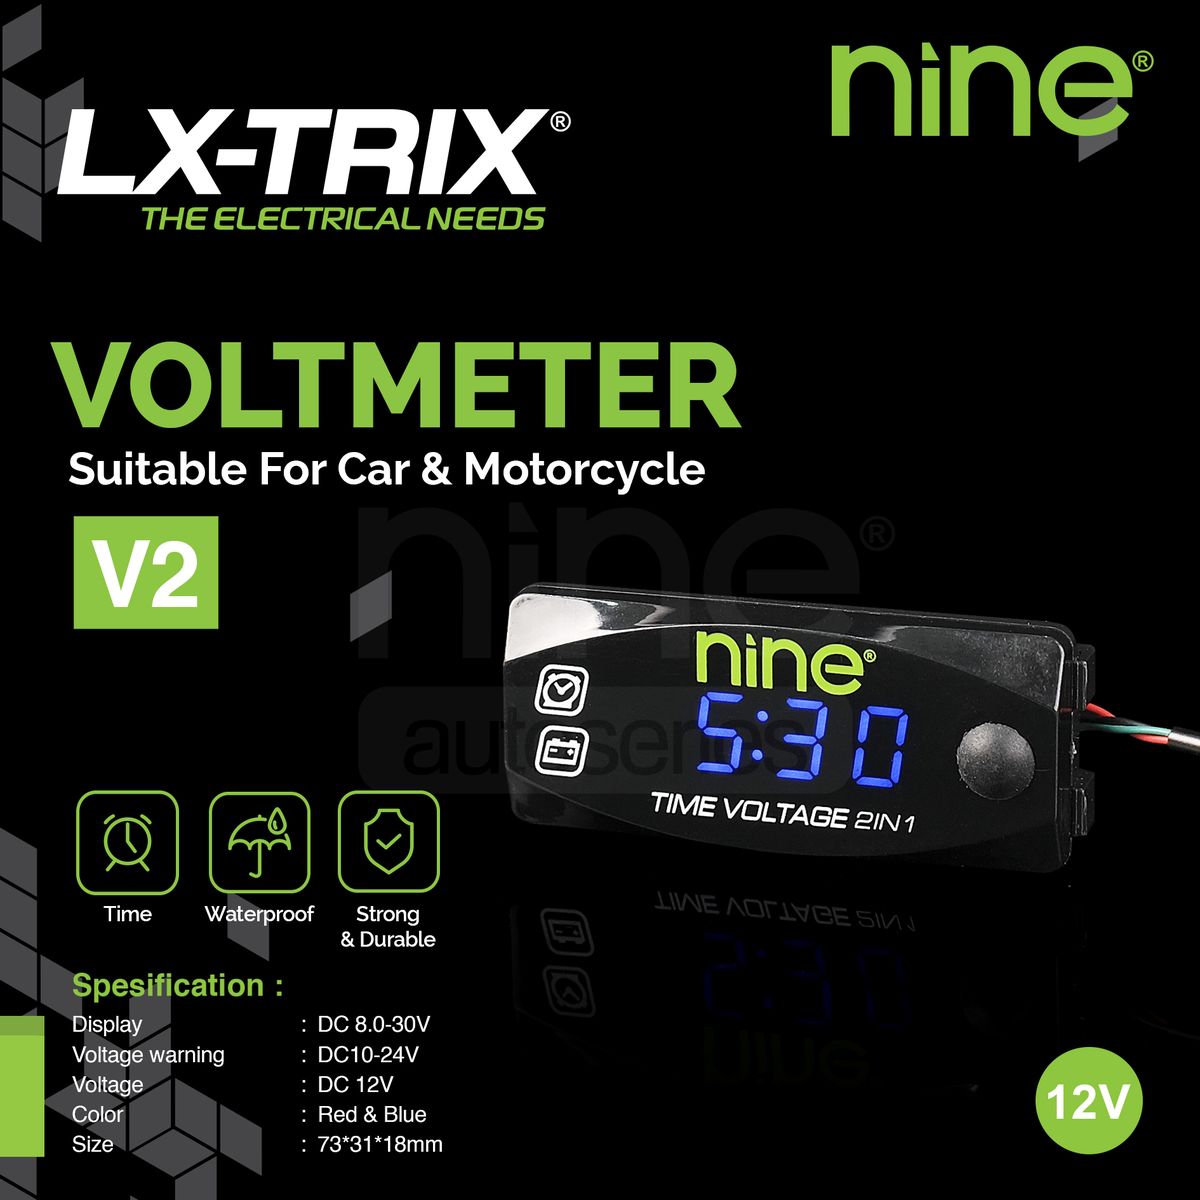 nine®
LX-TRIX®
THE ELECTRICAL NEEDS
VOLTMETER
Suitable For Car & Motorcycle
V2
nine®
autoseries
nine®
5:30
TIME VOLTAGE 2IN1
Time
Waterproof
Strong
& Durable
Spesification :
Display : DC 8.0-30V
Voltage warning : DC10-24V
Voltage : DC 12V
Color : Red & Blue
Size : 73*31*18mm
12V